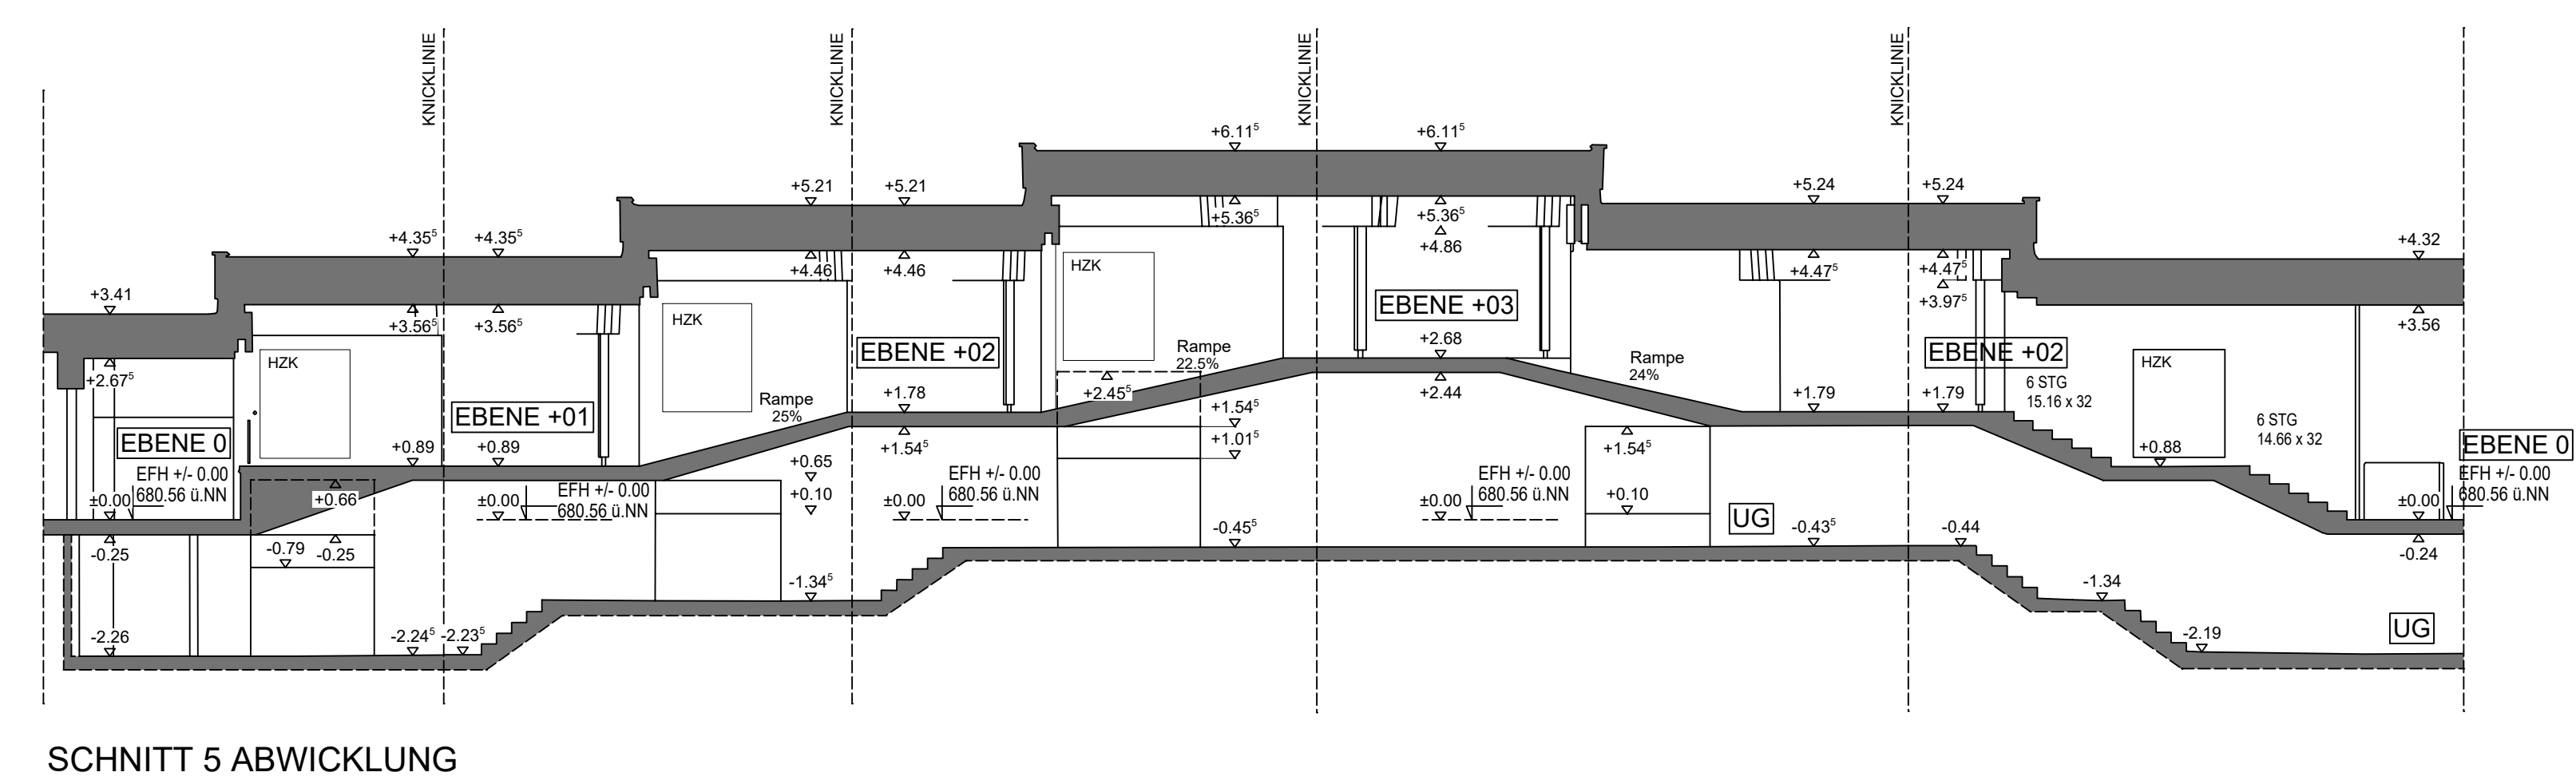 KNICKLINIE
KNICKLINIE
KNICKLINIE
KNICKLINIE
+6.11⁵
+6.11⁵
+5.21
+5.21
+5.24
+5.24
+4.35⁵
+4.35⁵
+5.36⁵
+5.36⁵
+4.86
+4.32
+3.41
+4.46
+4.46
HZK
+4.47⁵
+4.47⁵
+3.97⁵
+3.56⁵
+3.56⁵
HZK
EBENE +03
+3.56
+2.67⁵
HZK
EBENE +02
Rampe
22.5%
+2.68
Rampe
24%
EBENE +02
HZK
6 STG
15.16 x 32
+2.45⁵
+2.44
Rampe
25%
+1.78
+1.79
+1.79
EBENE 0
EBENE +01
+1.54⁵
6 STG
14.66 x 32
+0.89
+0.89
+1.54⁵
+1.01⁵
+1.54⁵
+0.88
EBENE 0
EFH +/- 0.00
680.56 ü.NN
±0.00
+0.66
±0.00
EFH +/- 0.00
680.56 ü.NN
+0.65
+0.10
±0.00
EFH +/- 0.00
680.56 ü.NN
±0.00
EFH +/- 0.00
680.56 ü.NN
+0.10
UG
±0.00
EFH +/- 0.00
680.56 ü.NN
-0.25
-0.79
-0.25
-0.45⁵
-0.43⁵
-0.44
-0.24
-1.34⁵
-1.34
-2.26
-2.24⁵
-2.23⁵
-2.19
UG
SCHNITT 5 ABWICKLUNG